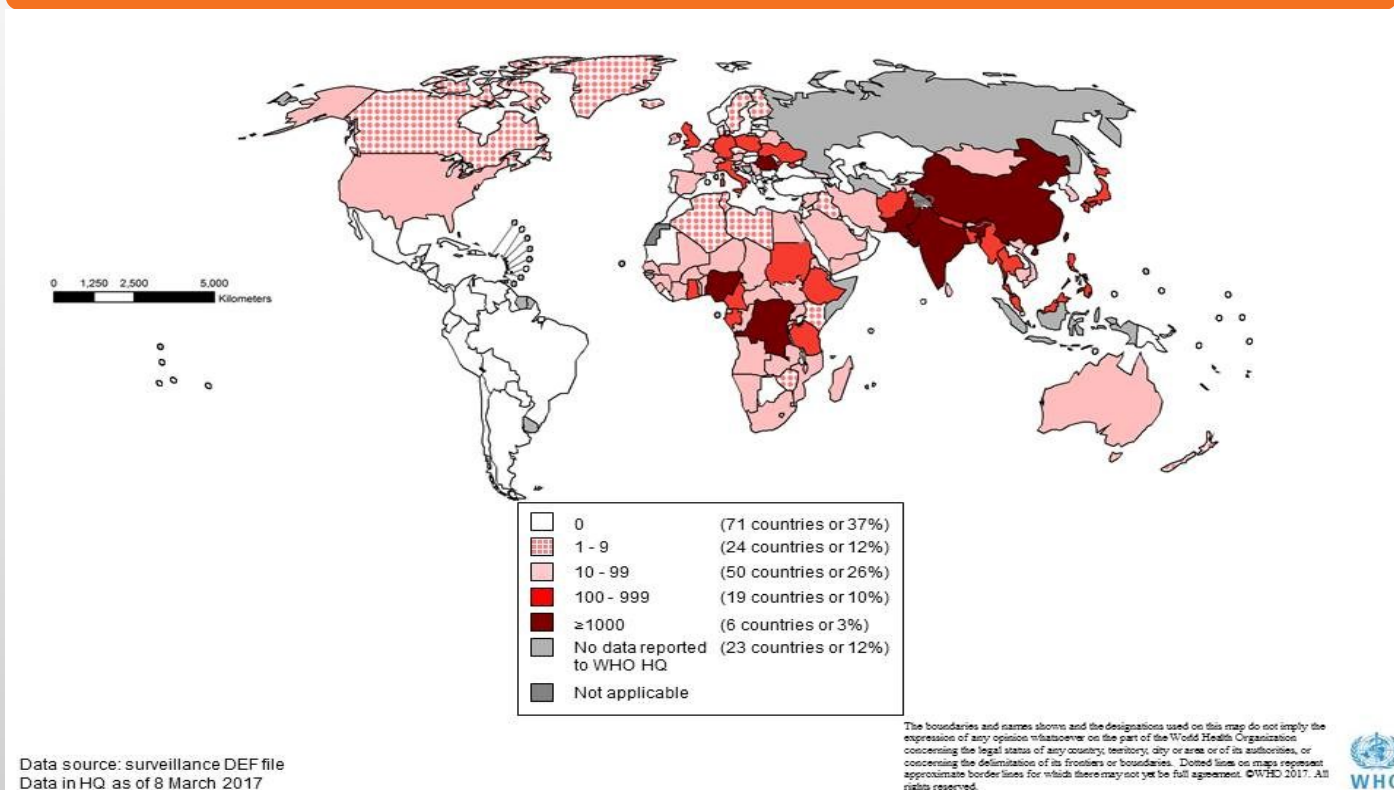 0 1,250 2,500 5,000
Kilometers
0 (71 countries or 37%)
1 - 9 (24 countries or 12%)
10 - 99 (50 countries or 26%)
100 - 999 (19 countries or 10%)
≥1000 (6 countries or 3%)
No data reported (23 countries or 12%)
to WHO HQ
Not applicable
Data source: surveillance DEF file
Data in HQ as of 8 March 2017
The boundaries and names shown and the designations used on this map do not imply the
expression of any opinion whatsoever on the part of the World Health Organization
concerning the legal status of any country, territory, city or area or of its authorities, or
concerning the delimitation of its frontiers or boundaries. Dotted lines on maps represent
approximate border lines for which there may not yet be full agreement. ©WHO 2017. All
rights reserved.
WHO